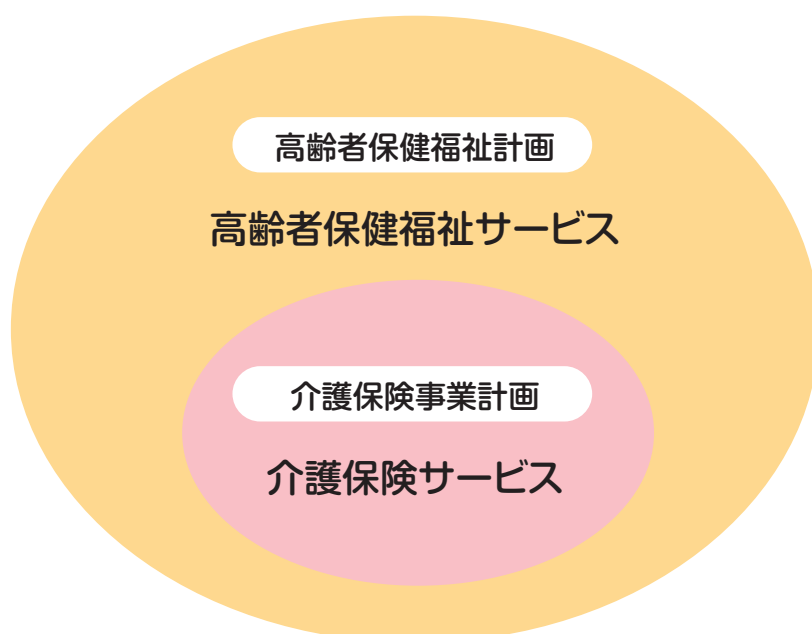 高齢者保健福祉計画
高齢者保健福祉サービス
介護保険事業計画
介護保険サービス